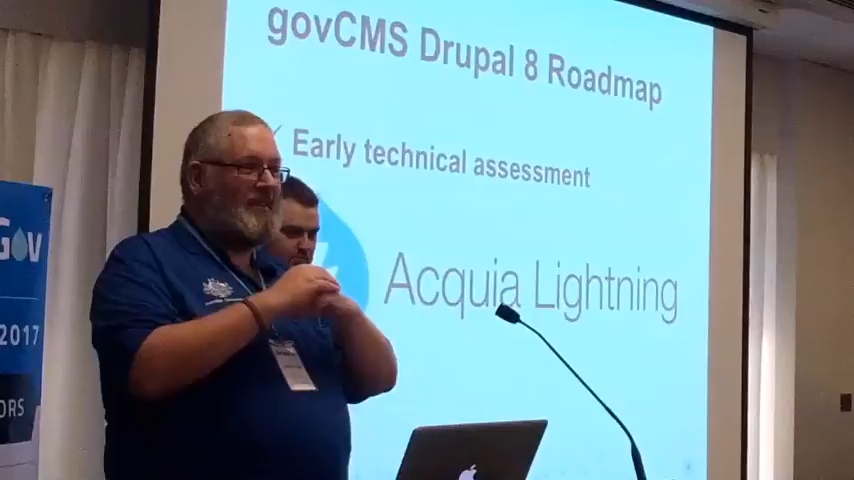 govCMS Drupal 8 Roadmap
Early technical assessment
Acquia Lightning
GOV
2017
ORS